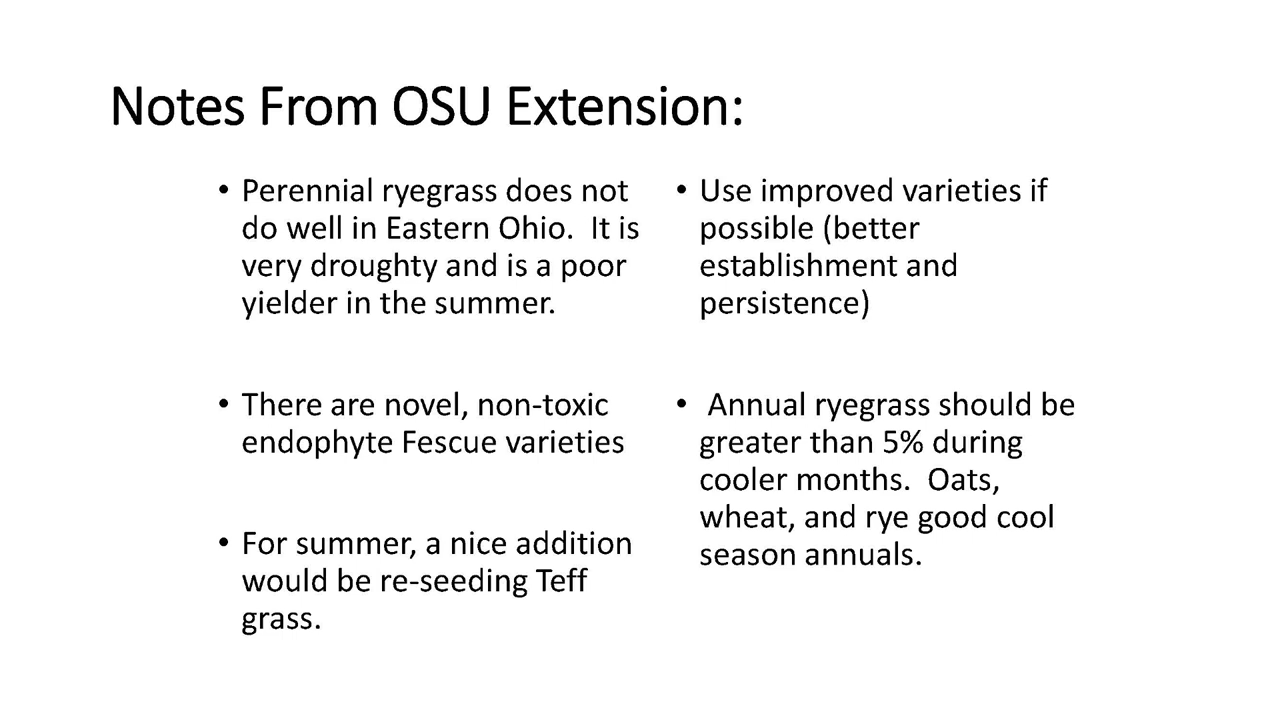 Notes From OSU Extension:
• Perennial ryegrass does not
do well in Eastern Ohio.  It is
very droughty and is a poor
yielder in the summer.
• There are novel, non-toxic
endophyte Fescue varieties
• For summer, a nice addition
would be re-seeding Teff
grass.
• Use improved varieties if
possible (better
establishment and
persistence)
•  Annual ryegrass should be
greater than 5% during
cooler months.  Oats,
wheat, and rye good cool
season annuals.